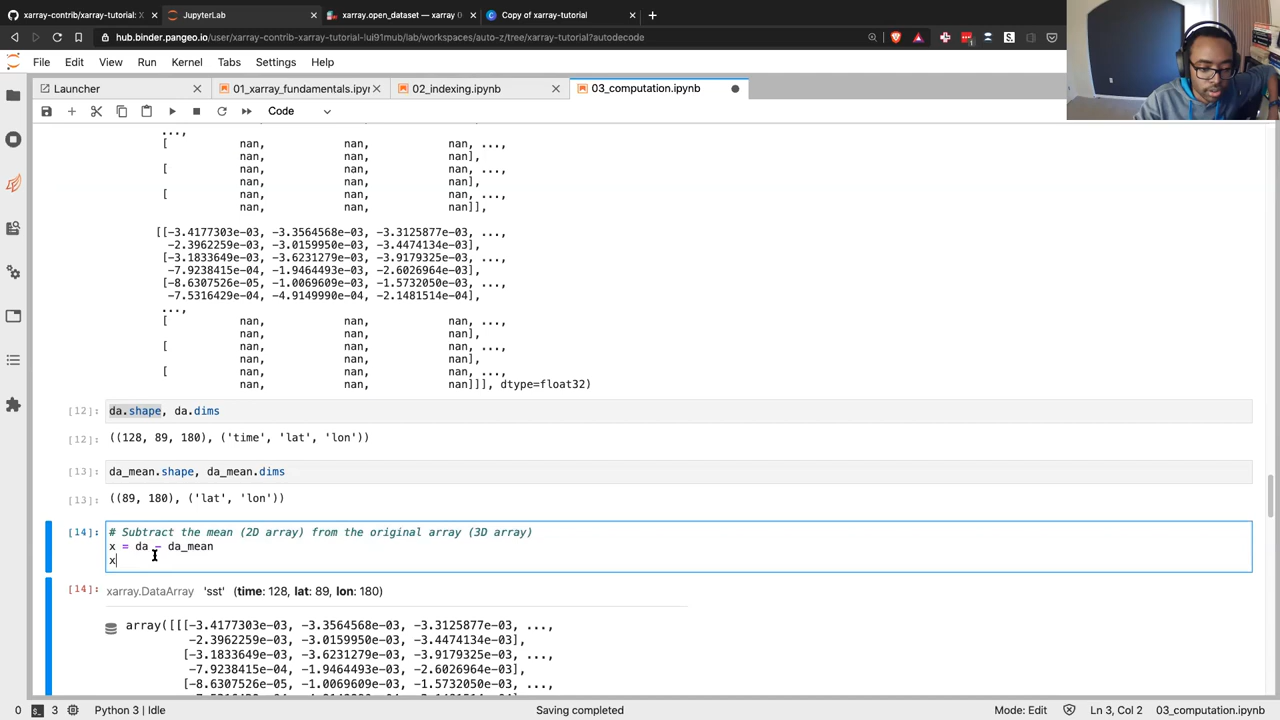 xarray-contrib/xarray-tutorial: X
JupyterLab
xarray.open_dataset — xarray
Copy of xarray-tutorial
hub.binder.pangeo.io/user/xarray-contrib-xarray-tutorial-lui91mub/lab/workspaces/auto-z/tree/xarray-tutorial?autodecode
File Edit View Run Kernel Tabs Settings Help
Launcher
01_xarray_fundamentals.ipyn
02_indexing.ipynb
03_computation.ipynb
Code
...,
[ nan, nan, nan, ...,
nan, nan, nan],
[ nan, nan, nan, ...,
nan, nan, nan],
[ nan, nan, nan, ...,
nan, nan, nan]],
[[-3.4177303e-03, -3.3564568e-03, -3.3125877e-03, ...,
-2.3962259e-03, -3.0159950e-03, -3.4474134e-03],
[-3.1833649e-03, -3.6231279e-03, -3.9179325e-03, ...,
-7.9238415e-04, -1.9464493e-03, -2.6026964e-03],
[-8.6307526e-05, -1.0069609e-03, -1.5732050e-03, ...,
-7.5316429e-04, -4.9149990e-04, -2.1481514e-04],
...,
[ nan, nan, nan, ...,
nan, nan, nan],
[ nan, nan, nan, ...,
nan, nan, nan],
[ nan, nan, nan, ...,
nan, nan, nan]]], dtype=float32)
[12]: da.shape, da.dims
[12]: ((128, 89, 180), ('time', 'lat', 'lon'))
[13]: da_mean.shape, da_mean.dims
[13]: ((89, 180), ('lat', 'lon'))
[14]: # Subtract the mean (2D array) from the original array (3D array)
x = da - da_mean
x
[14]: xarray.DataArray 'sst' (time: 128, lat: 89, lon: 180)
array([[[-3.4177303e-03, -3.3564568e-03, -3.3125877e-03, ...,
-2.3962259e-03, -3.0159950e-03, -3.4474134e-03],
[-3.1833649e-03, -3.6231279e-03, -3.9179325e-03, ...,
-7.9238415e-04, -1.9464493e-03, -2.6026964e-03],
[-8.6307526e-05, -1.0069609e-03, -1.5732050e-03, ...,
0 3 Python 3 | Idle Saving completed Mode: Edit Ln 3, Col 2 03_computation.ipynb